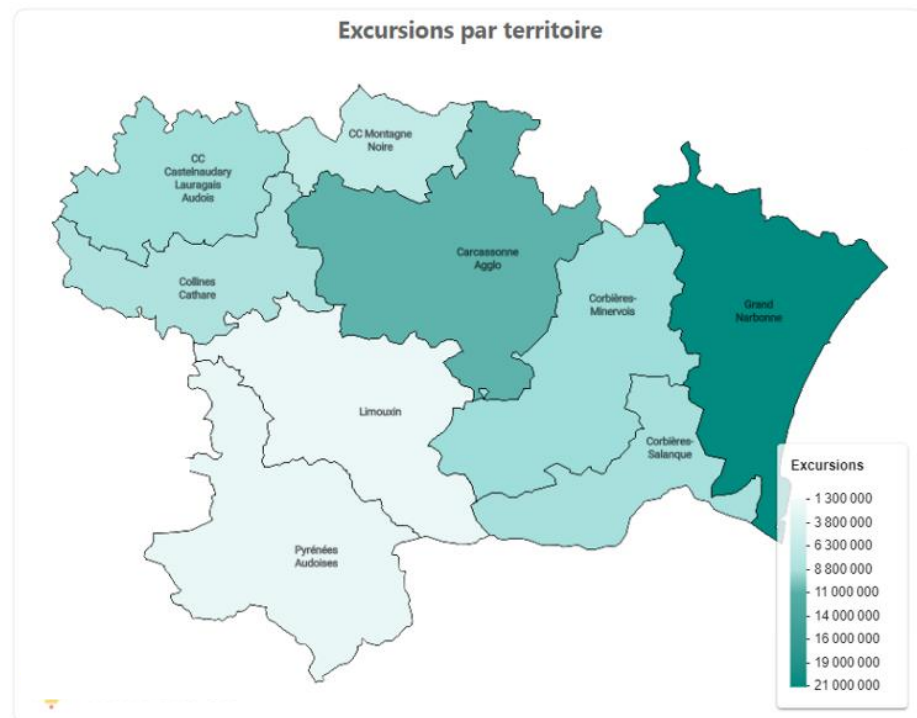 Excursions par territoire
CC Montagne
Noire
CC
Castelnaudary
Lauragais
Audois
Carcassonne
Agglo
Collines
Cathare
Corbières-
Minervois
Grand
Narbonne
Limouxin
Corbières-
Salanque
Pyrénées
Audoises
Excursions
1 300 000
3 800 000
6 300 000
8 800 000
11 000 000
14 000 000
16 000 000
19 000 000
21 000 000